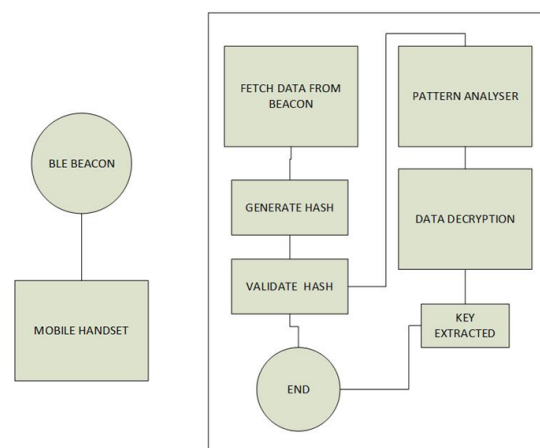 BLE BEACON
MOBILE HANDSET
FETCH DATA FROM
BEACON
GENERATE HASH
VALIDATE HASH
END
PATTERN ANALYSER
DATA DECRYPTION
KEY
EXTRACTED